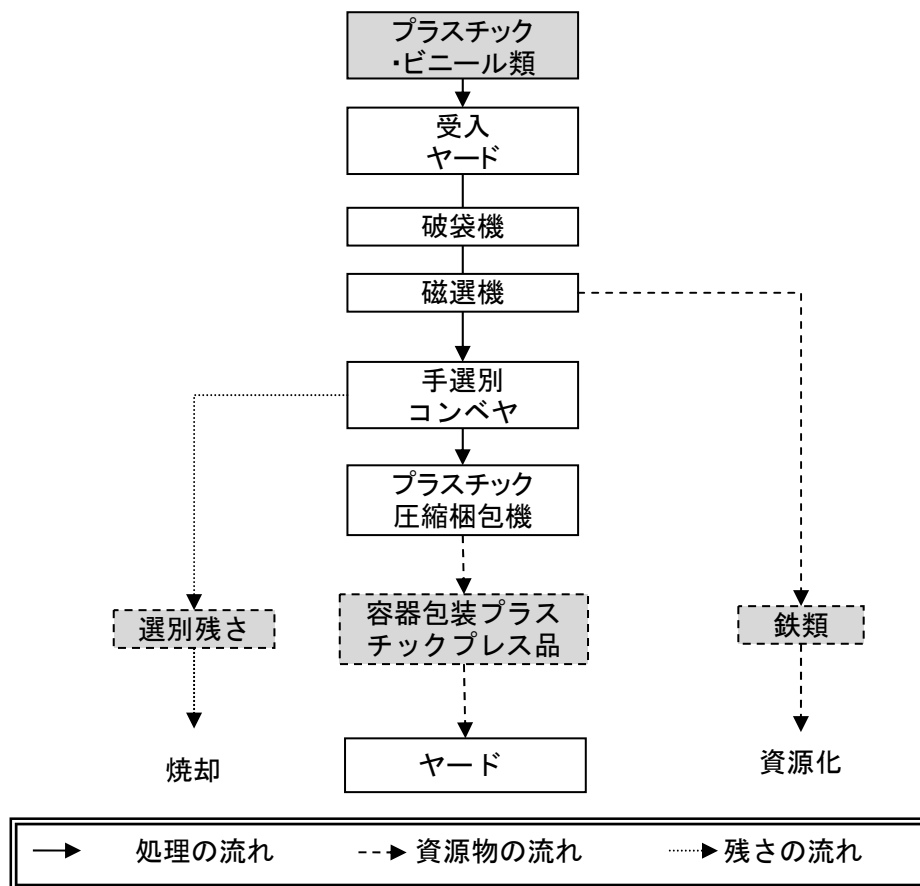 プラスチック
・ビニール類
受入
ヤード
破袋機
磁選機
手選別
コンベヤ
プラスチック
圧縮梱包機
選別残さ
容器包装プラス
チックプレス品
鉄類
焼却
ヤード
資源化
処理の流れ
資源物の流れ
残さの流れ